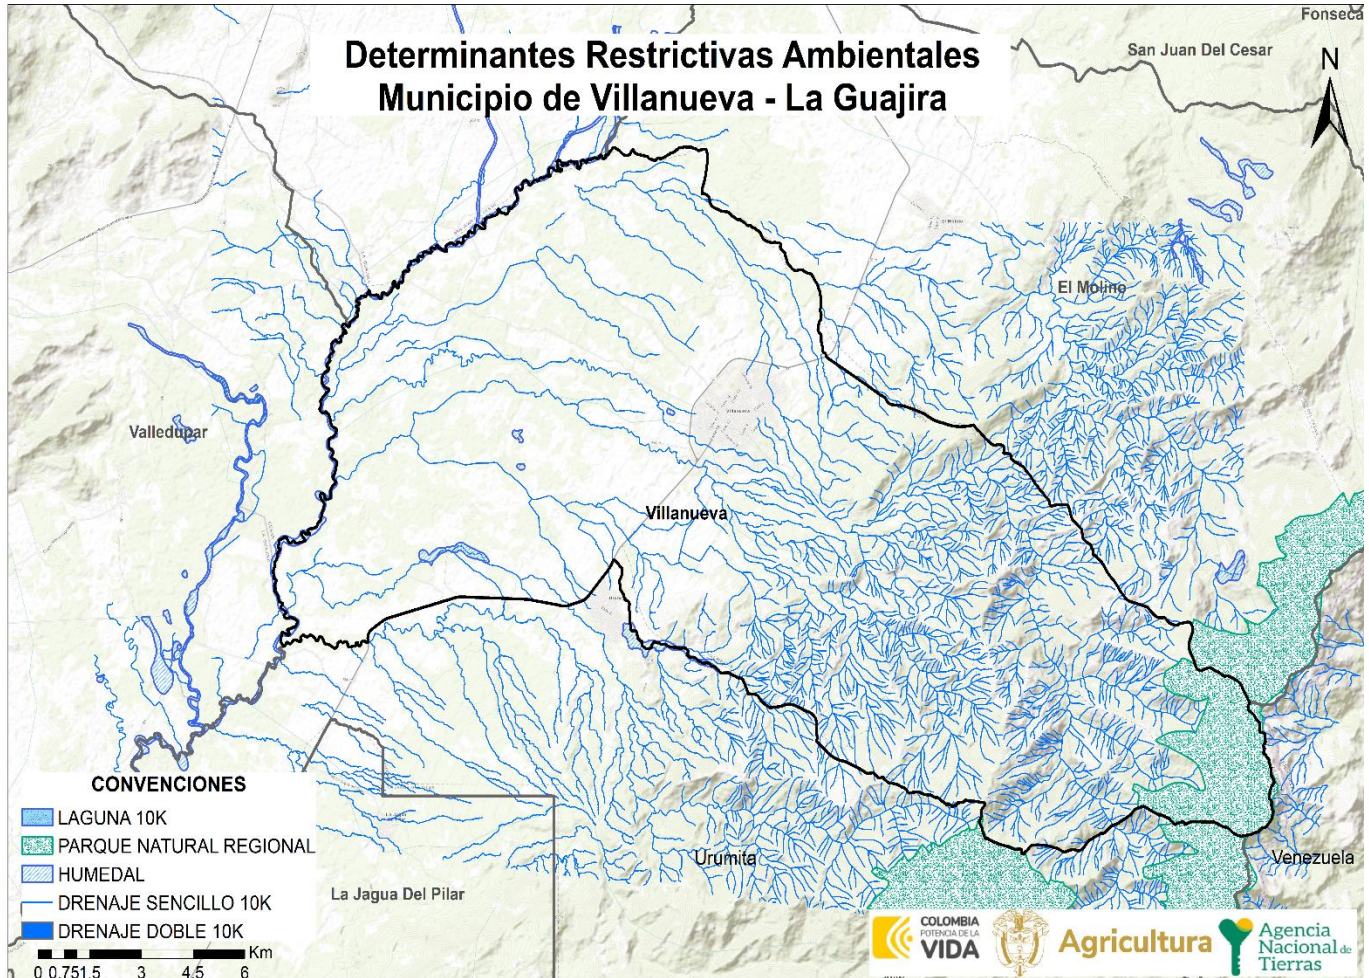 Determinantes Restrictivas Ambientales
Municipio de Villanueva - La Guajira
Fonseca
San Juan Del Cesar
N
El Molino
Valledupar
Villanueva
Villanueva
Urumita
Venezuela
La Jagua Del Pilar
CONVENCIONES
LAGUNA 10K
PARQUE NATURAL REGIONAL
HUMEDAL
DRENAJE SENCILLO 10K
DRENAJE DOBLE 10K
Km
0 0.751.5 3 4.5 6
COLOMBIA
POTENCIA DE LA
VIDA
Agricultura
Agencia
Nacional de
Tierras